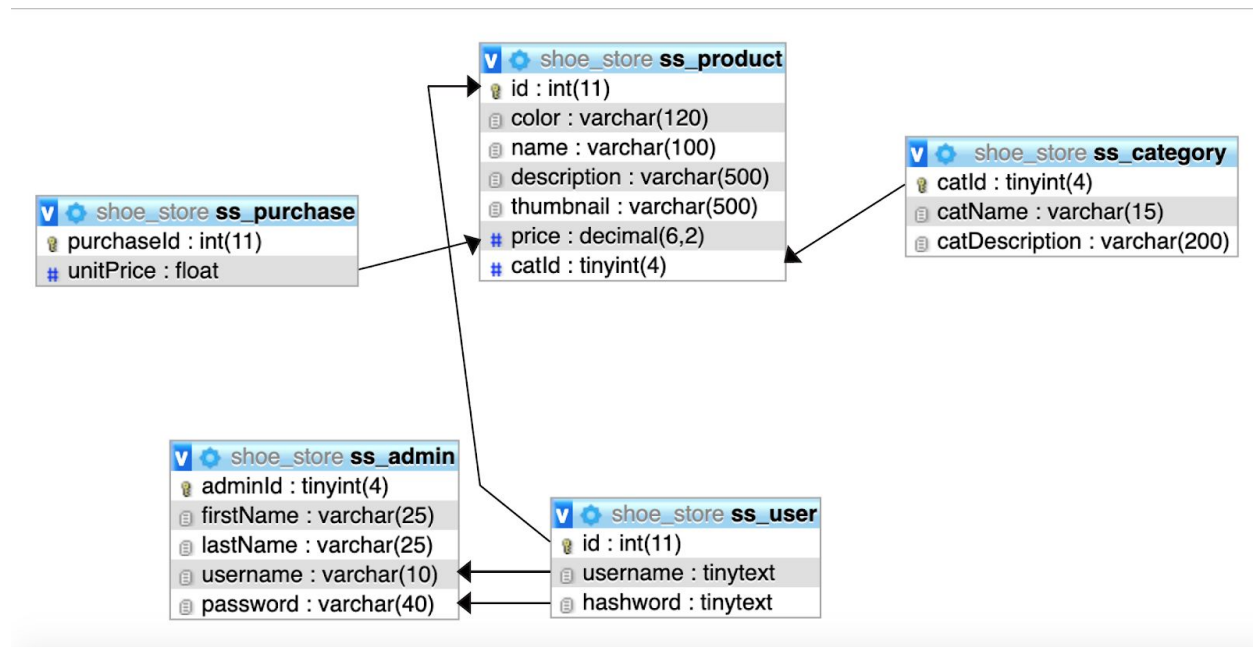 shoe_store ss_product
id : int(11)
color : varchar(120)
name : varchar(100)
description : varchar(500)
thumbnail : varchar(500)
price : decimal(6,2)
catId : tinyint(4)
shoe_store ss_category
catId : tinyint(4)
catName : varchar(15)
catDescription : varchar(200)
shoe_store ss_purchase
purchaseId : int(11)
unitPrice : float
shoe_store ss_admin
adminId : tinyint(4)
firstName : varchar(25)
lastName : varchar(25)
username : varchar(10)
password : varchar(40)
shoe_store ss_user
id : int(11)
username : tinytext
hashword : tinytext